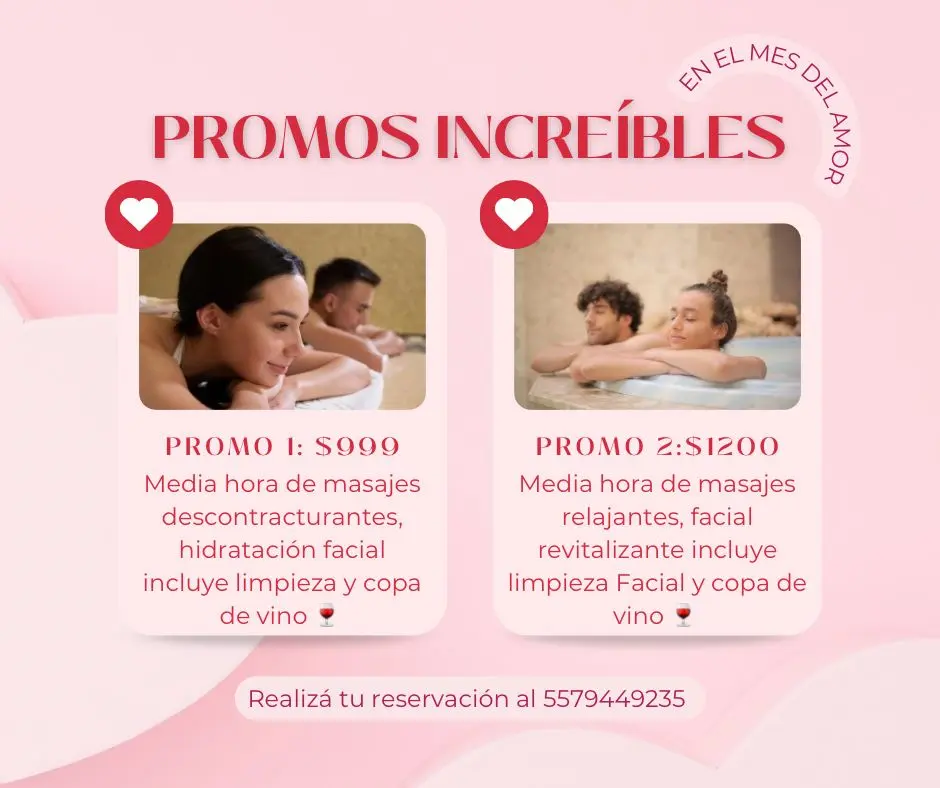 EN EL MES DEL AMOR
PROMOS INCREÍBLES
PROMO 1: $999
Media hora de masajes
descontracturantes,
hidratación facial
incluye limpieza y copa
de vino 🍷
PROMO 2:$1200
Media hora de masajes
relajantes, facial
revitalizante incluye
limpieza Facial y copa de
vino 🍷
Realizá tu reservación al 5579449235